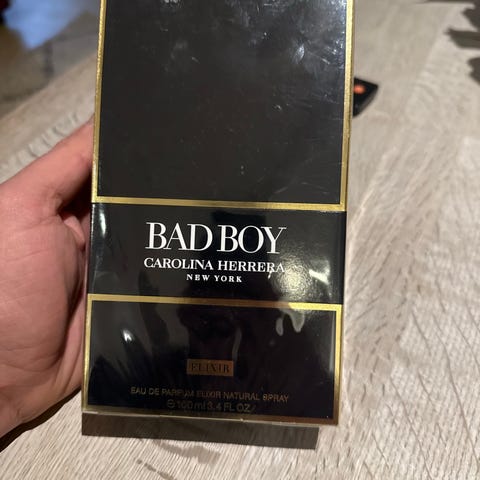 BAD BOY
CAROLINA HERRERA
NEW YORK
ELIXIR
EAU DE PARFUM ELIXIR NATURAL SPRAY
℮100ml 3.4 FL OZ